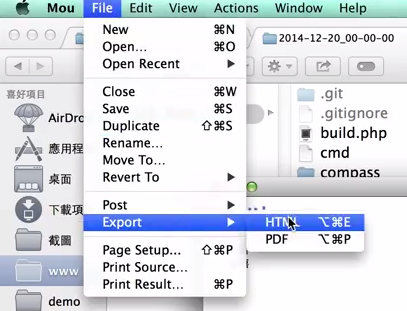 Mou File Edit View Actions Window Help
2014-12-20_00-00-00
喜好項目
AirDro
應用程
桌面
下載項
截圖
www
demo
New ⌘N
Open... ⌘O
Open Recent ▶
Close ⌘W
Save ⌘S
Duplicate ⇧⌘S
Rename...
Move To...
Revert To ▶
Post ▶
Export ▶
Page Setup... ⇧⌘P
Print Source...
Print Result... ⌘P
HTML ⌥⌘E
PDF ⌥⌘P
.git
.gitignore
build.php
cmd
compass